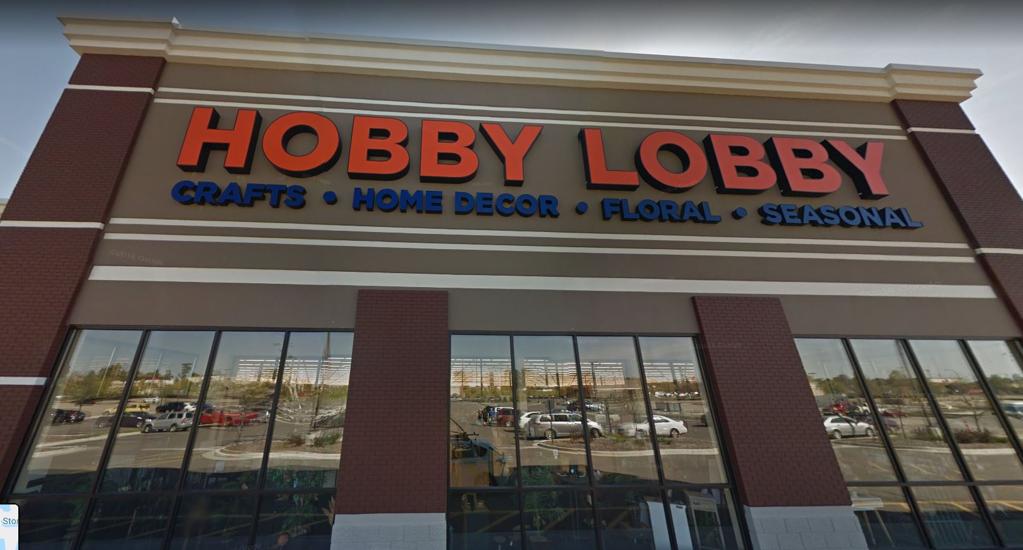 HOBBY LOBBY
CRAFTS • HOME DECOR • FLORAL • SEASONAL